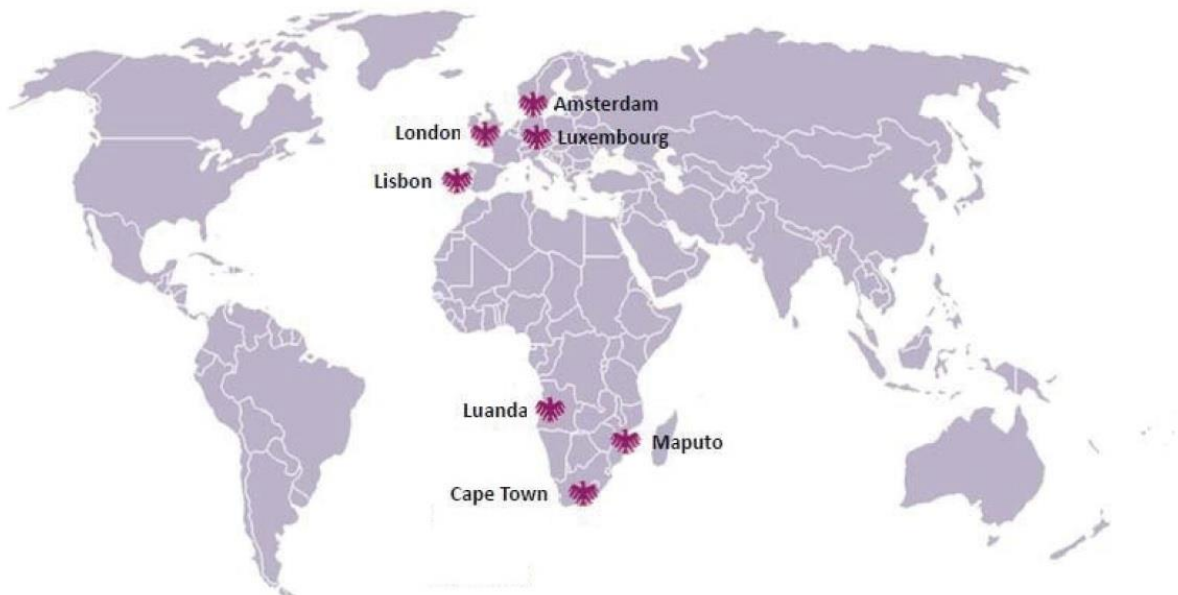 Amsterdam
London
Luxembourg
Lisbon
Luanda
Maputo
Cape Town